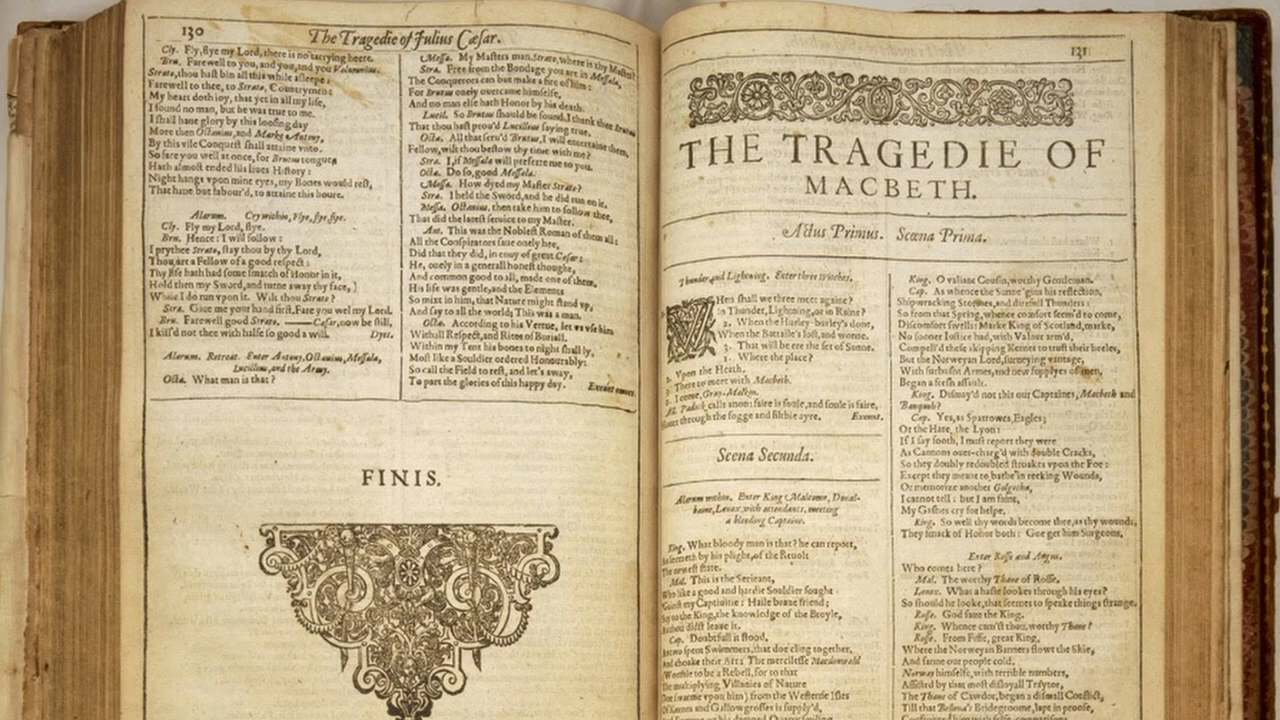 130
The Tragedie of Julius Cæsar.
Cly. Fly, flye my Lord, there is no tarrying heere.
Bru. Farewell to you, and you, and you Volumnius.
Strato, thou hast bin all this while asleepe:
Farewell to thee, to Strato, Countrymen:
My heart doth ioy, that yet in all my life,
I found no man, but he was true to me.
I shall haue glory by this loosing day
More then Octauius, and Marke Antony,
By this vile Conquest shall attaine vnto.
So fare you well at once, for Brutus tongue
Hath almost ended his liues History:
Night hangs vpon mine eyes, my Bones would rest,
That haue but labour'd, to attaine this houre.
Alarum. Cry within, Flye, flye, flye.
Cly. Fly my Lord, flye.
Bru. Hence: I will follow:
I prythee Strato, stay thou by thy Lord,
Thou art a Fellow of a good respect:
Thy life hath had some smatch of Honor in it,
Hold then my Sword, and turne away thy face,
While I do run vpon it. Wilt thou Strato?
Stra. Giue me your hand first. Fare you wel my Lord.
Bru. Farewell good Strato. — Cæsar, now be still,
I kill'd not thee with halfe so good a will. Dyes.
Alarum. Retreat. Enter Antony, Octauius, Messala,
Lucillius, and the Army.
Octa. What man is that?
Messa. My Masters man. Strato, where is thy Master?
Stra. Free from the Bondage you are in Messala,
The Conquerors can but make a fire of him:
For Brutus onely ouercame himselfe,
And no man else hath Honor by his death.
Lucil. So Brutus should be found. I thank thee Brutus
That thou hast prou'd Lucillius saying true.
Octa. All that seru'd Brutus, I will entertaine them.
Fellow, wilt thou bestow thy time with me?
Stra. I, if Messala will preferre me to you.
Octa. Do so, good Messala.
Messa. How dyed my Master Strato?
Stra. I held the Sword, and he did run on it.
Messa. Octauius, then take him to follow thee,
That did the latest seruice to my Master.
Ant. This was the Noblest Roman of them all:
All the Conspirators saue onely hee,
Did that they did, in enuy of great Cæsar:
He, onely in a generall honest thought,
And common good to all, made one of them.
His life was gentle, and the Elements
So mixt in him, that Nature might stand vp,
And say to all the world; This was a man.
Octa. According to his Vertue, let vs vse him
Withall Respect, and Rites of Buriall.
Within my Tent his bones to night shall ly,
Most like a Souldier ordered Honourably:
So call the Field to rest, and let's away,
To part the glories of this happy day. Exeunt omnes.
FINIS.
131
THE TRAGEDIE OF
MACBETH.
Actus Primus. Scœna Prima.
Thunder and Lightning. Enter three Witches.
WHen shall we three meet againe?
In Thunder, Lightning, or in Raine?
2. When the Hurley-burley's done,
When the Battaile's lost, and wonne.
3. That will be ere the set of Sunne.
1. Where the place?
2. Vpon the Heath.
3. There to meet with Macbeth.
1. I come, Gray-Malkin.
All. Padock calls anon: faire is foule, and foule is faire,
Houer through the fogge and filthie ayre. Exeunt.
Scena Secunda.
Alarum within. Enter King Malcome, Donal-
baine, Lenox, with attendants, meeting
a bleeding Captaine.
King. What bloody man is that? he can report,
As seemeth by his plight, of the Reuolt
The newest state.
Mal. This is the Serieant,
Who like a good and hardie Souldier fought
'Gainst my Captiuitie: Haile braue friend;
Say to the King, the knowledge of the Broyle,
As thou didst leaue it.
Cap. Doubtfull it stood,
As two spent Swimmers, that doe cling together,
And choake their Art: The mercilesse Macdonwald
(Worthie to be a Rebell, for to that
The multiplying Villanies of Nature
Doe swarme vpon him) from the Westerne Isles
Of Kernes and Gallowgrosses is supply'd,
King. O valiant Cousin, worthy Gentleman.
Cap. As whence the Sunne 'gins his reflection,
Shipwracking Stormes, and direfull Thunders:
So from that Spring, whence comfort seem'd to come,
Discomfort swells: Marke King of Scotland, marke,
No sooner Iustice had, with Valour arm'd,
Compell'd these skipping Kernes to trust their heeles,
But the Norweyan Lord, surueying vantage,
With furbusht Armes, and new supplyes of men,
Began a fresh assault.
King. Dismay'd not this our Captaines, Macbeth and
Banquoh?
Cap. Yes, as Sparrowes, Eagles;
Or the Hare, the Lyon:
If I say sooth, I must report they were
As Cannons ouer-charg'd with double Cracks,
So they doubly redoubled stroakes vpon the Foe:
Except they meant to bathe in reeking Wounds,
Or memorize another Golgotha,
I cannot tell: but I am faint,
My Gashes cry for helpe.
King. So well thy words become thee, as thy wounds,
They smack of Honor both: Goe get him Surgeons.
Enter Rosse and Angus.
Who comes here?
Mal. The worthy Thane of Rosse.
Lenox. What a haste lookes through his eyes?
So should he looke, that seemes to speake things strange.
Rosse. God saue the King.
King. Whence cam'st thou, worthy Thane?
Rosse. From Fiffe, great King,
Where the Norweyan Banners flowt the Skie,
And fanne our people cold.
Norway himselfe, with terrible numbers,
Assisted by that most disloyall Traytor,
The Thane of Cawdor, began a dismall Conflict,
Till that Bellona's Bridegroome, lapt in proofe,